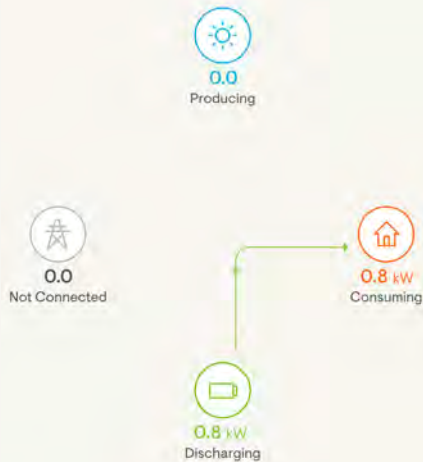 0.0
Producing
0.0
Not Connected
0.8 kW
Consuming
0.8 kW
Discharging